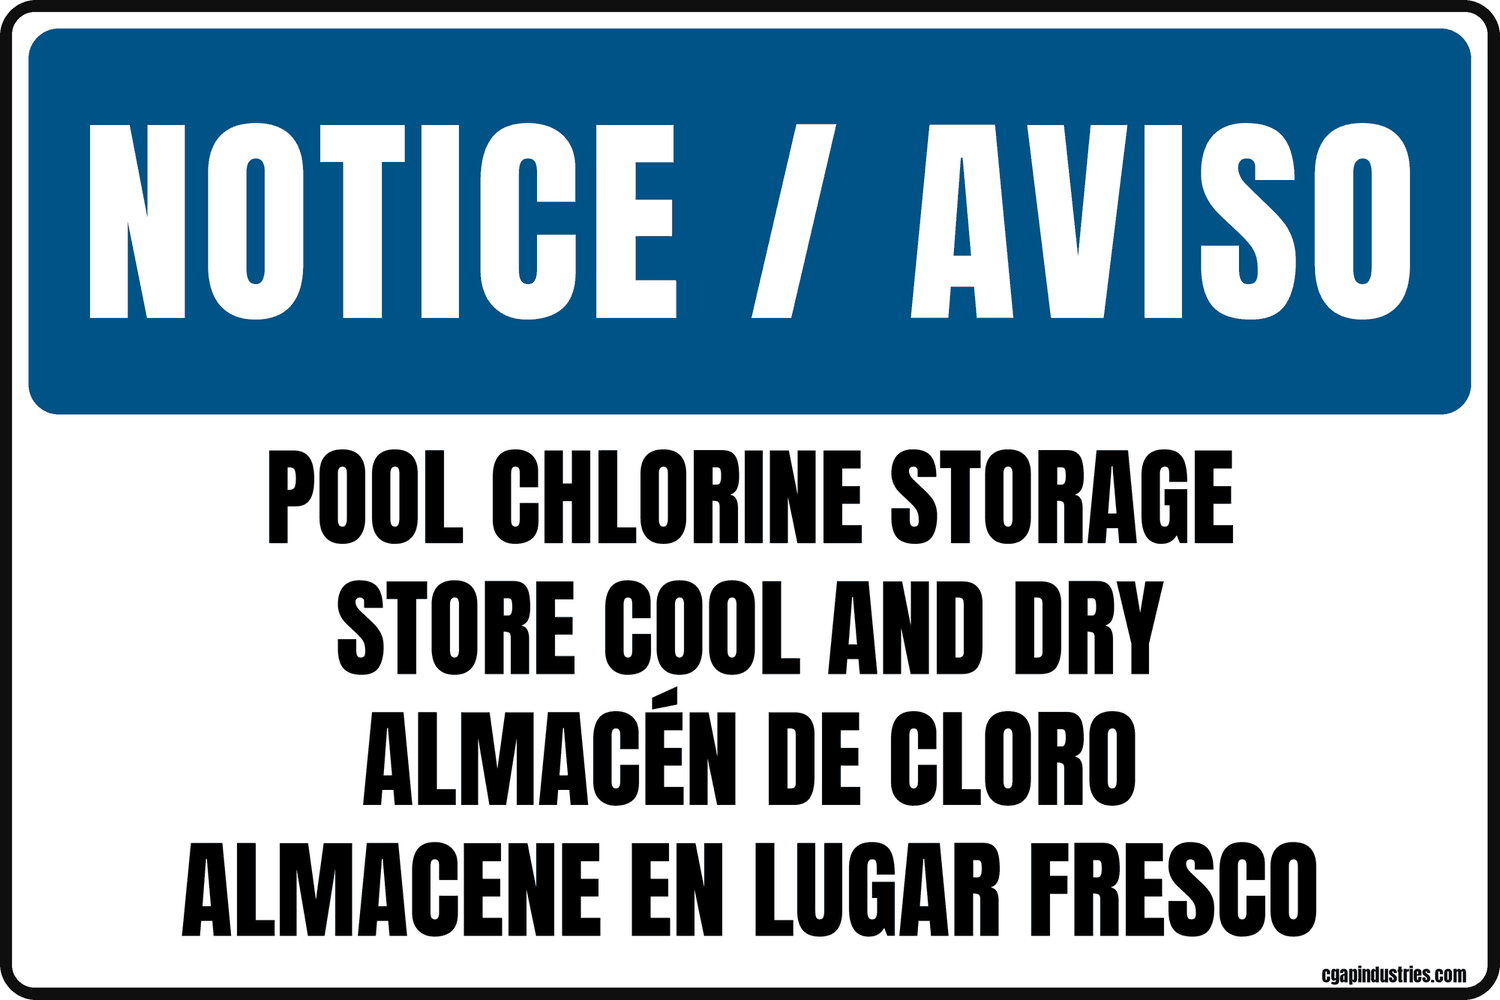 NOTICE / AVISO
POOL CHLORINE STORAGE
STORE COOL AND DRY
ALMACÉN DE CLORO
ALMACENE EN LUGAR FRESCO
cgapindustries.com